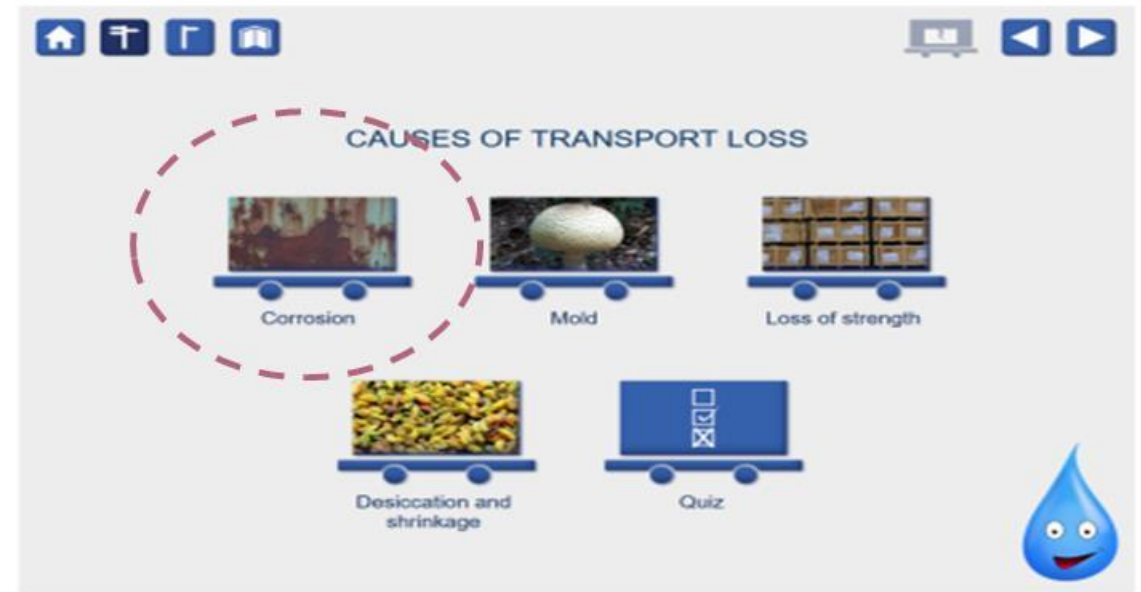 CAUSES OF TRANSPORT LOSS
Corrosion
Mold
Loss of strength
Desiccation and
shrinkage
Quiz